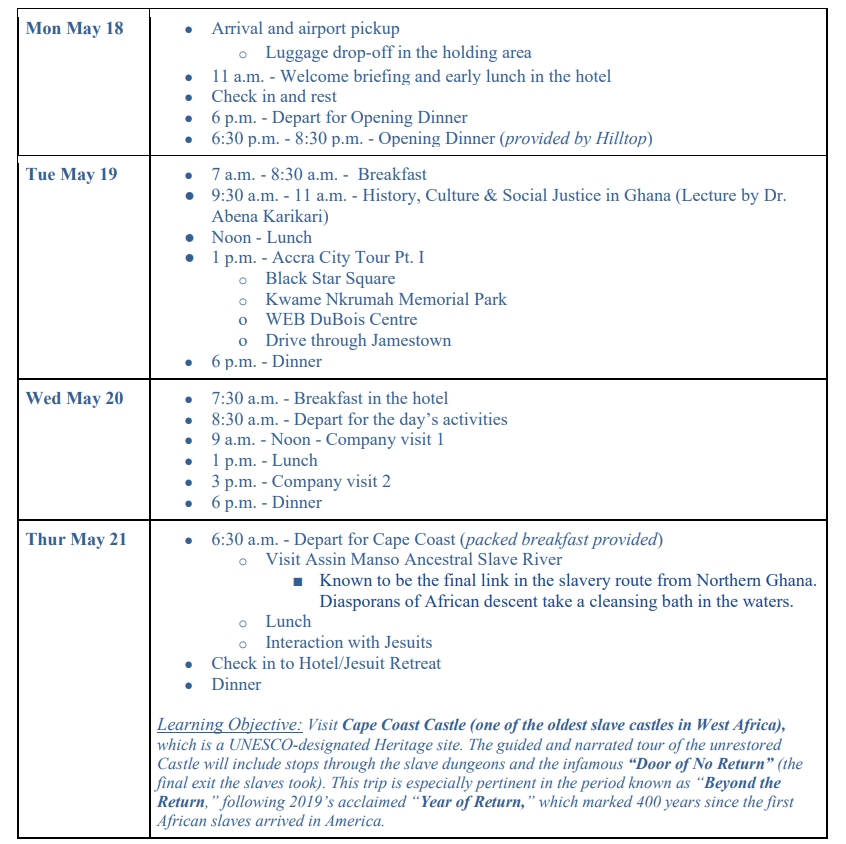 Mon May 18
• Arrival and airport pickup
o Luggage drop-off in the holding area
• 11 a.m. - Welcome briefing and early lunch in the hotel
• Check in and rest
• 6 p.m. - Depart for Opening Dinner
• 6:30 p.m. - 8:30 p.m. - Opening Dinner (provided by Hilltop)
Tue May 19
• 7 a.m. - 8:30 a.m. - Breakfast
• 9:30 a.m. - 11 a.m. - History, Culture & Social Justice in Ghana (Lecture by Dr.
Abena Karikari)
• Noon - Lunch
• 1 p.m. - Accra City Tour Pt. I
o Black Star Square
o Kwame Nkrumah Memorial Park
o WEB DuBois Centre
o Drive through Jamestown
• 6 p.m. - Dinner
Wed May 20
• 7:30 a.m. - Breakfast in the hotel
• 8:30 a.m. - Depart for the day’s activities
• 9 a.m. - Noon - Company visit 1
• 1 p.m. - Lunch
• 3 p.m. - Company visit 2
• 6 p.m. - Dinner
Thur May 21
• 6:30 a.m. - Depart for Cape Coast (packed breakfast provided)
o Visit Assin Manso Ancestral Slave River
■ Known to be the final link in the slavery route from Northern Ghana.
Diasporans of African descent take a cleansing bath in the waters.
o Lunch
o Interaction with Jesuits
• Check in to Hotel/Jesuit Retreat
• Dinner
Learning Objective: Visit Cape Coast Castle (one of the oldest slave castles in West Africa),
which is a UNESCO-designated Heritage site. The guided and narrated tour of the unrestored
Castle will include stops through the slave dungeons and the infamous “Door of No Return” (the
final exit the slaves took). This trip is especially pertinent in the period known as “Beyond the
Return,” following 2019’s acclaimed “Year of Return,” which marked 400 years since the first
African slaves arrived in America.